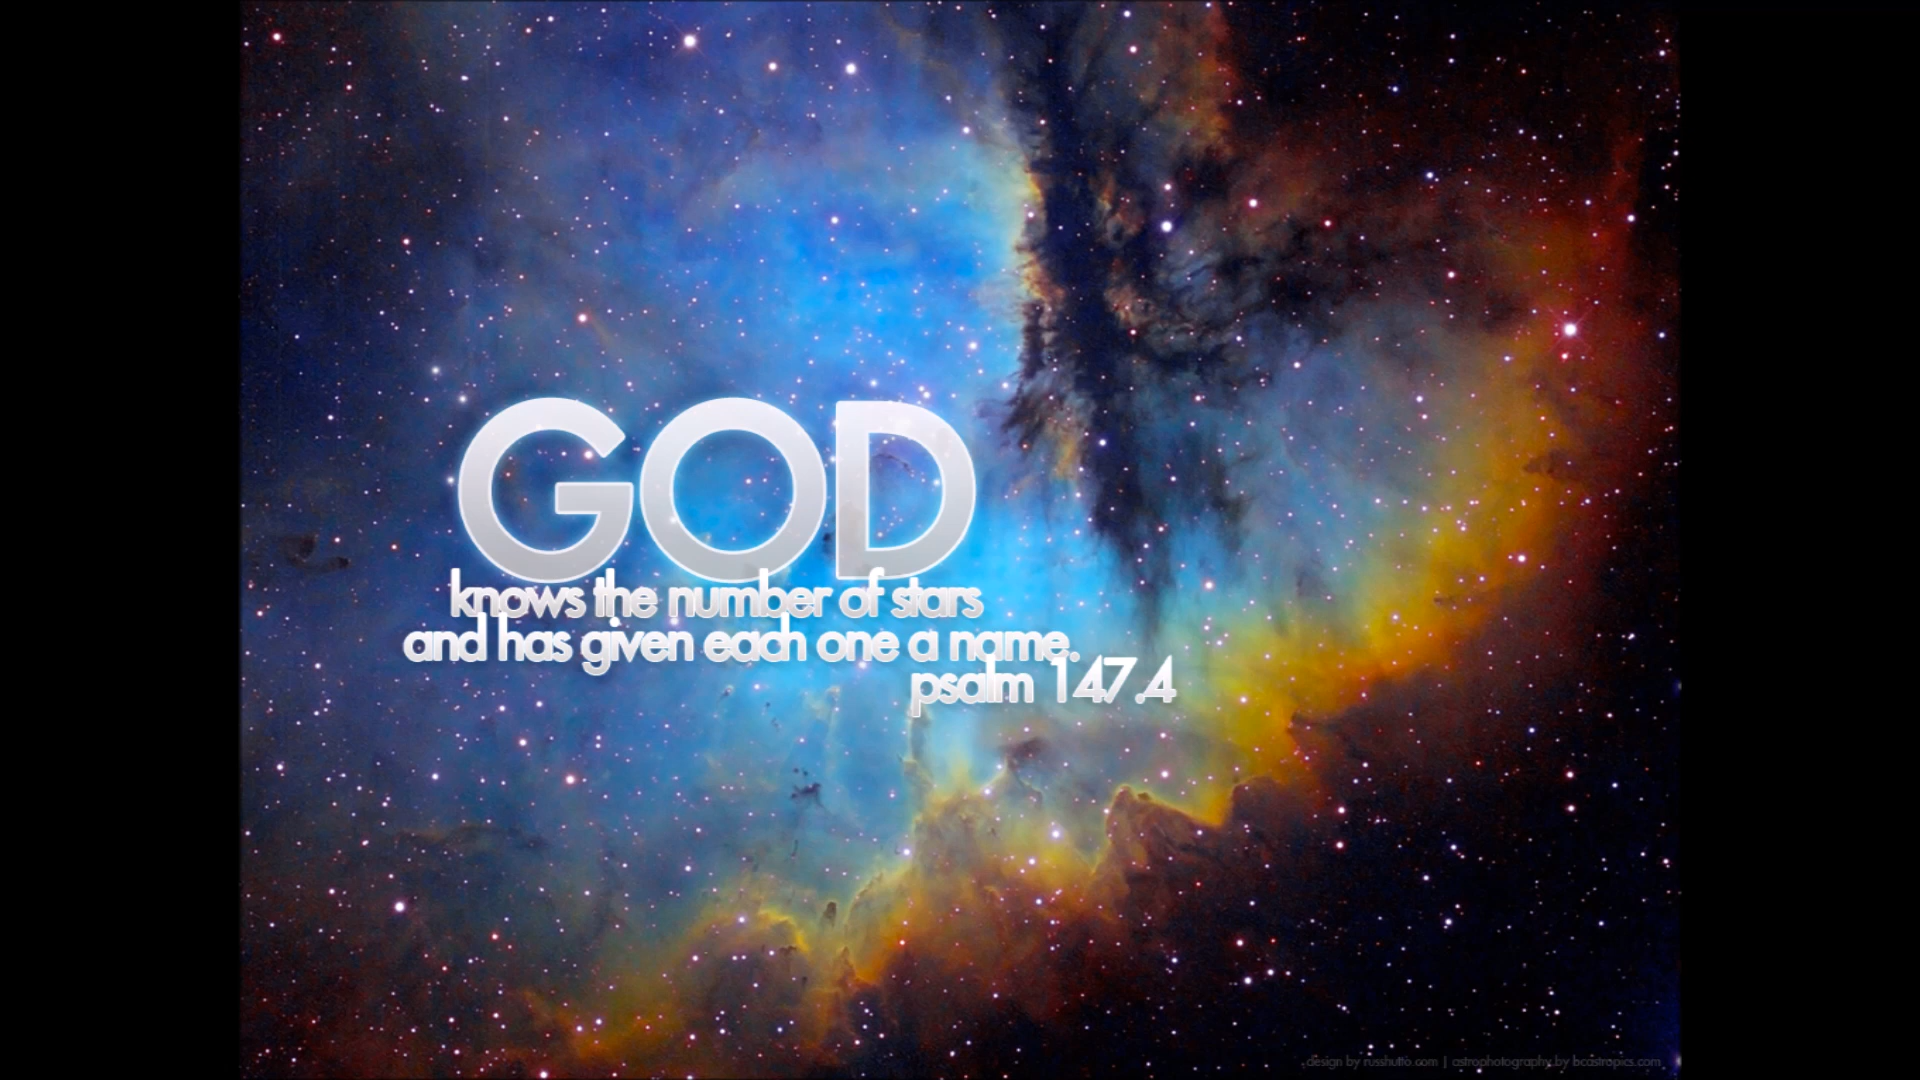 GOD
knows the number of stars
and has given each one a name.
psalm 147.4
design by russhutto.com | astrophotography by bcastropics.com